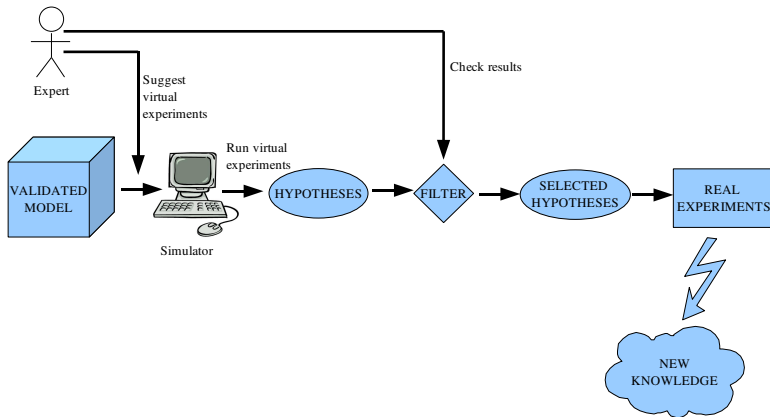 Expert
Suggest
virtual
experiments
Check results
VALIDATED
MODEL
Simulator
Run virtual
experiments
HYPOTHESES
FILTER
SELECTED
HYPOTHESES
REAL
EXPERIMENTS
NEW
KNOWLEDGE